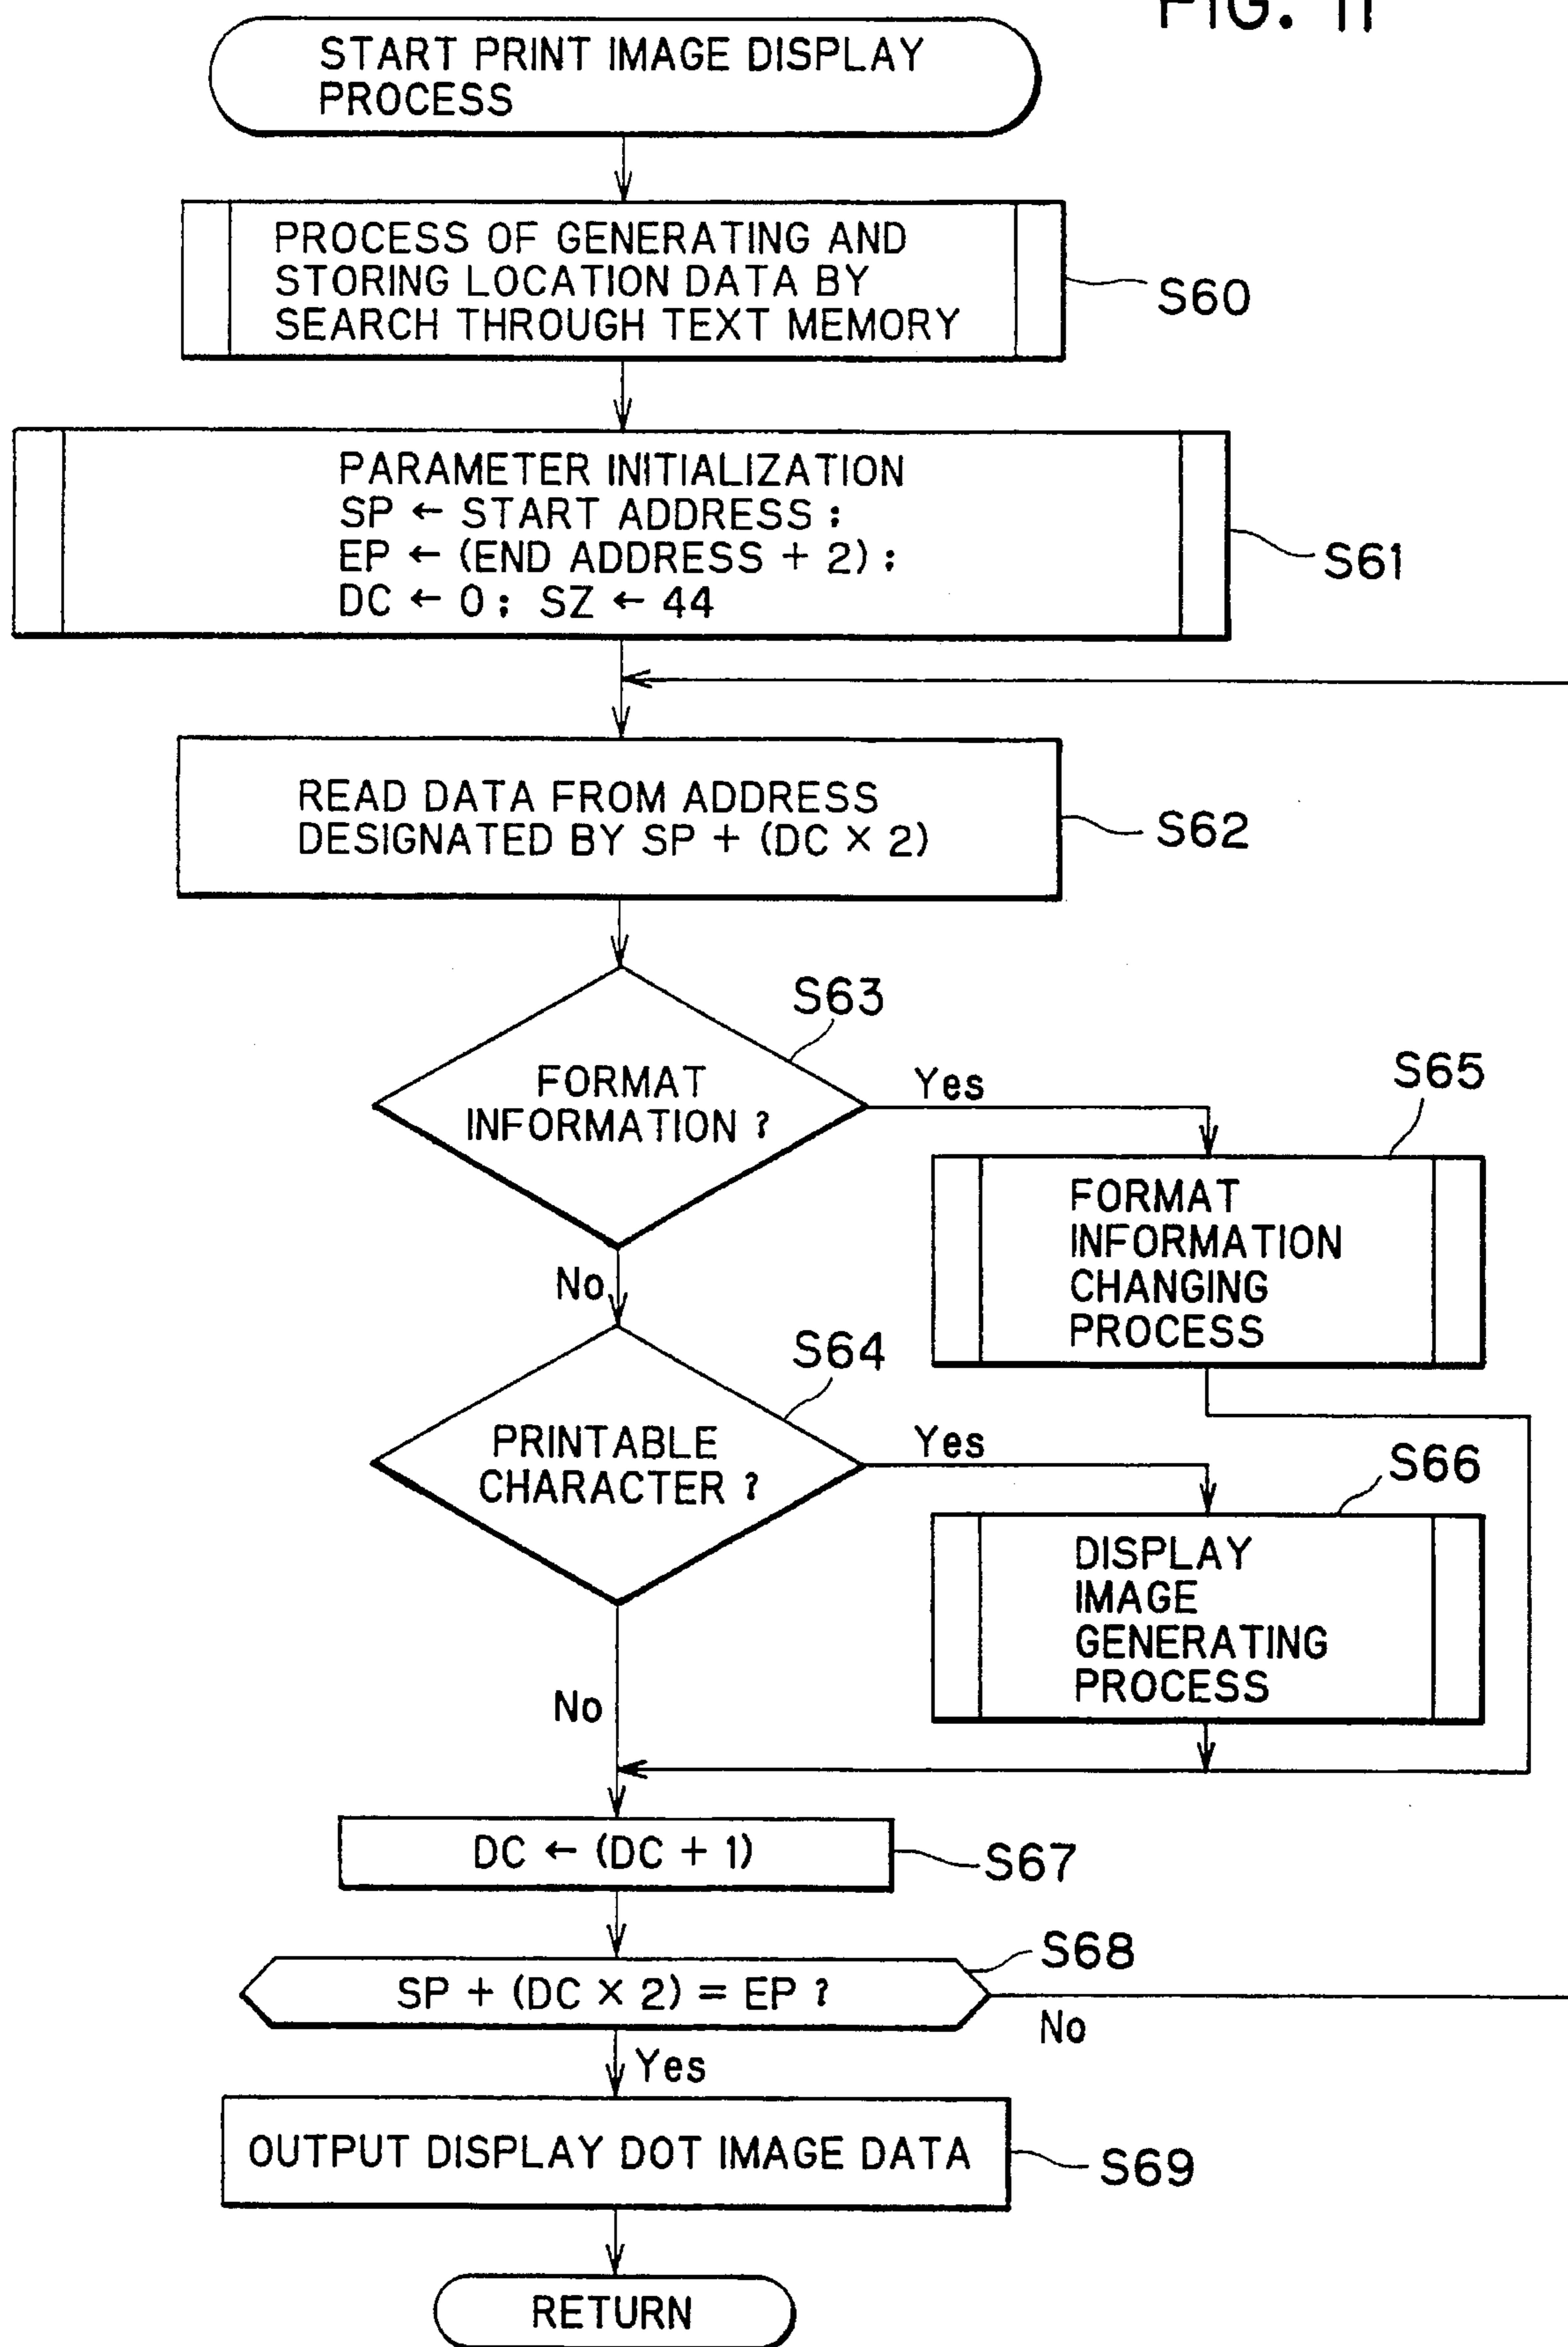 FIG. 11
START PRINT IMAGE DISPLAY
PROCESS
PROCESS OF GENERATING AND
STORING LOCATION DATA BY
SEARCH THROUGH TEXT MEMORY
S60
PARAMETER INITIALIZATION
SP ← START ADDRESS ;
EP ← (END ADDRESS + 2) ;
DC ← 0 ; SZ ← 44
S61
READ DATA FROM ADDRESS
DESIGNATED BY SP + (DC × 2)
S62
S63
FORMAT
INFORMATION ?
Yes
No
S65
FORMAT
INFORMATION
CHANGING
PROCESS
S64
PRINTABLE
CHARACTER ?
Yes
No
S66
DISPLAY
IMAGE
GENERATING
PROCESS
DC ← (DC + 1)
S67
SP + (DC × 2) = EP ?
S68
No
Yes
OUTPUT DISPLAY DOT IMAGE DATA
S69
RETURN